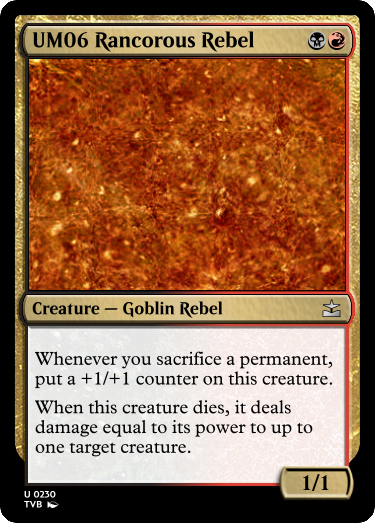 UM06 Rancorous Rebel
Creature — Goblin Rebel
Whenever you sacrifice a permanent,
put a +1/+1 counter on this creature.
When this creature dies, it deals
damage equal to its power to up to
one target creature.
1/1
U 0230
TVB